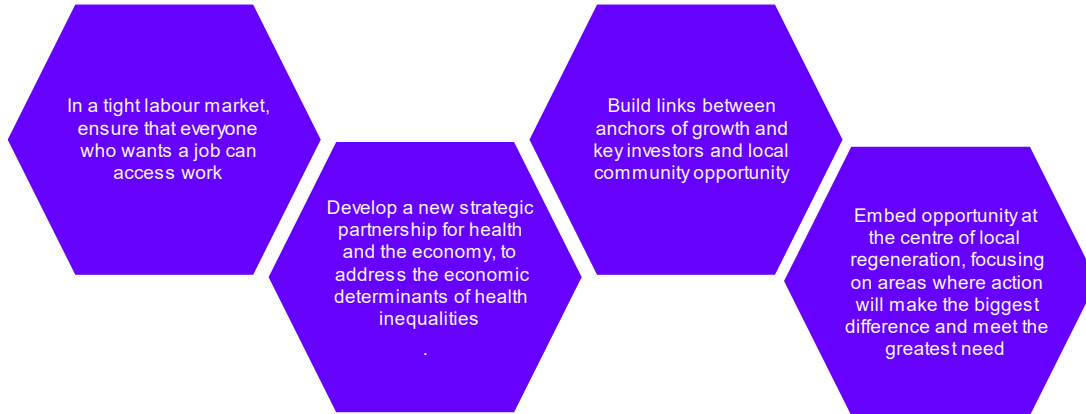 In a tight labour market,
ensure that everyone
who wants a job can
access work
Develop a new strategic
partnership for health
and the economy, to
address the economic
determinants of health
inequalities
.
Build links between
anchors of growth and
key investors and local
community opportunity
Embed opportunity at
the centre of local
regeneration, focusing
on areas where action
will make the biggest
difference and meet the
greatest need